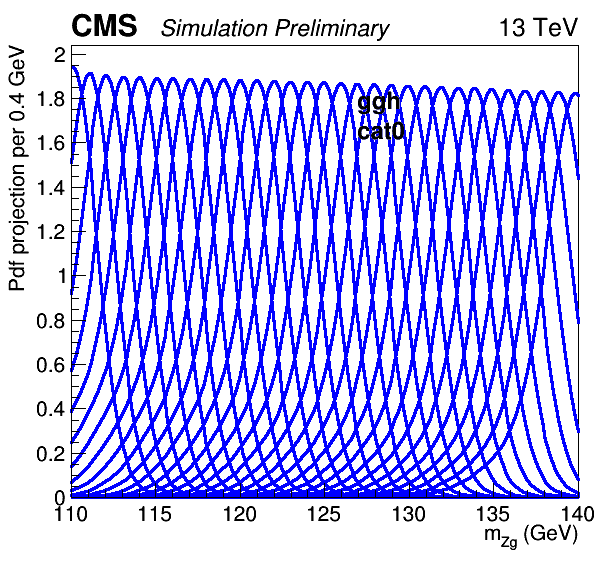 CMS Simulation Preliminary 13 TeV
Pdf projection per 0.4 GeV
2
1.8
1.6
1.4
1.2
1
0.8
0.6
0.4
0.2
0
ggh
cat0
110 115 120 125 130 135 140
m_Zg (GeV)